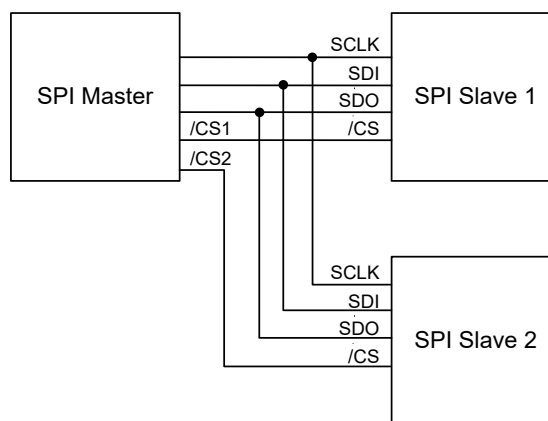 SPI Master
SCLK
SDI
SDO
/CS1
/CS
/CS2
SPI Slave 1
SCLK
SDI
SDO
/CS
SPI Slave 2